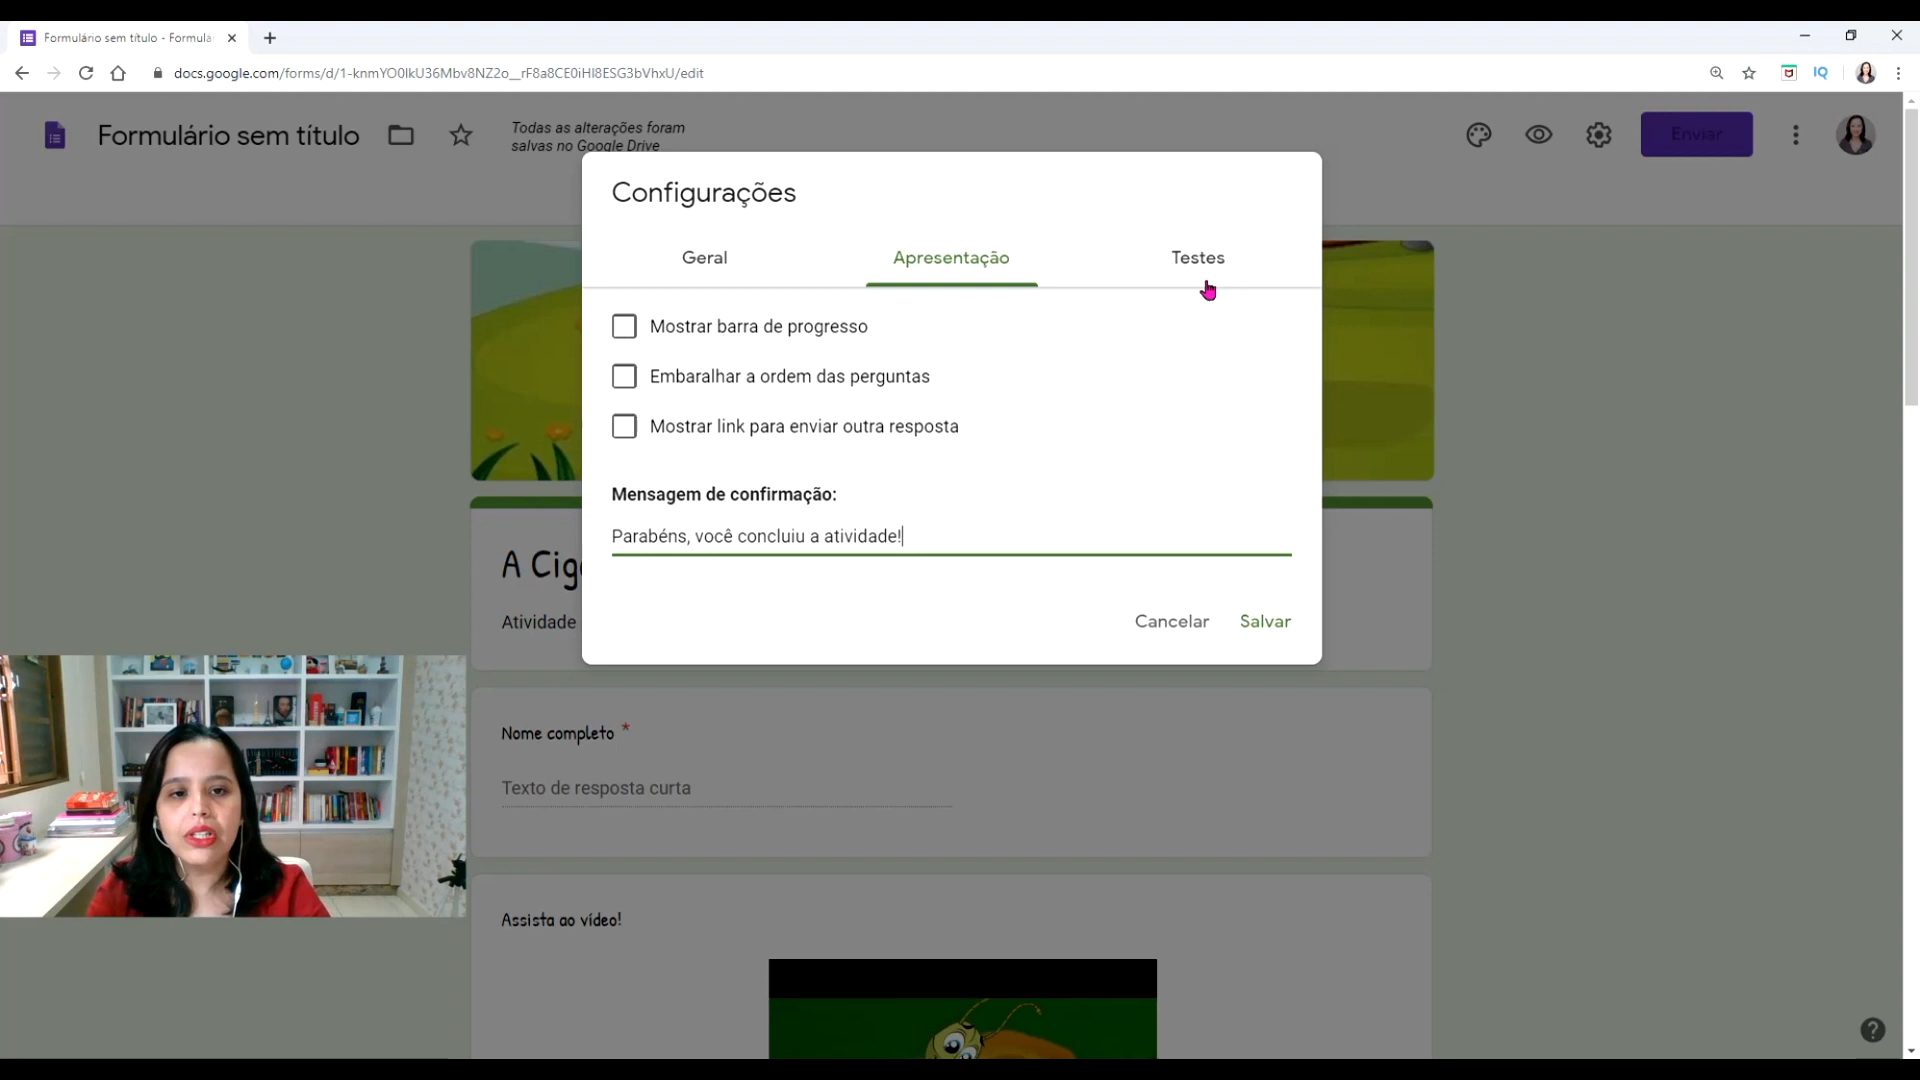 Formulário sem título - Formulá
docs.google.com/forms/d/1-knmYO0lkU36Mbv8NZ2o__rF8a8CE0iHI8ESG3bVhxU/edit
IQ
Formulário sem título
Todas as alterações foram
salvas no Google Drive
Enviar
Configurações
Geral
Apresentação
Testes
Mostrar barra de progresso
Embaralhar a ordem das perguntas
Mostrar link para enviar outra resposta
Mensagem de confirmação:
Parabéns, você concluiu a atividade!
Cancelar
Salvar
A Cig
Atividade
Nome completo *
Texto de resposta curta
Assista ao vídeo!